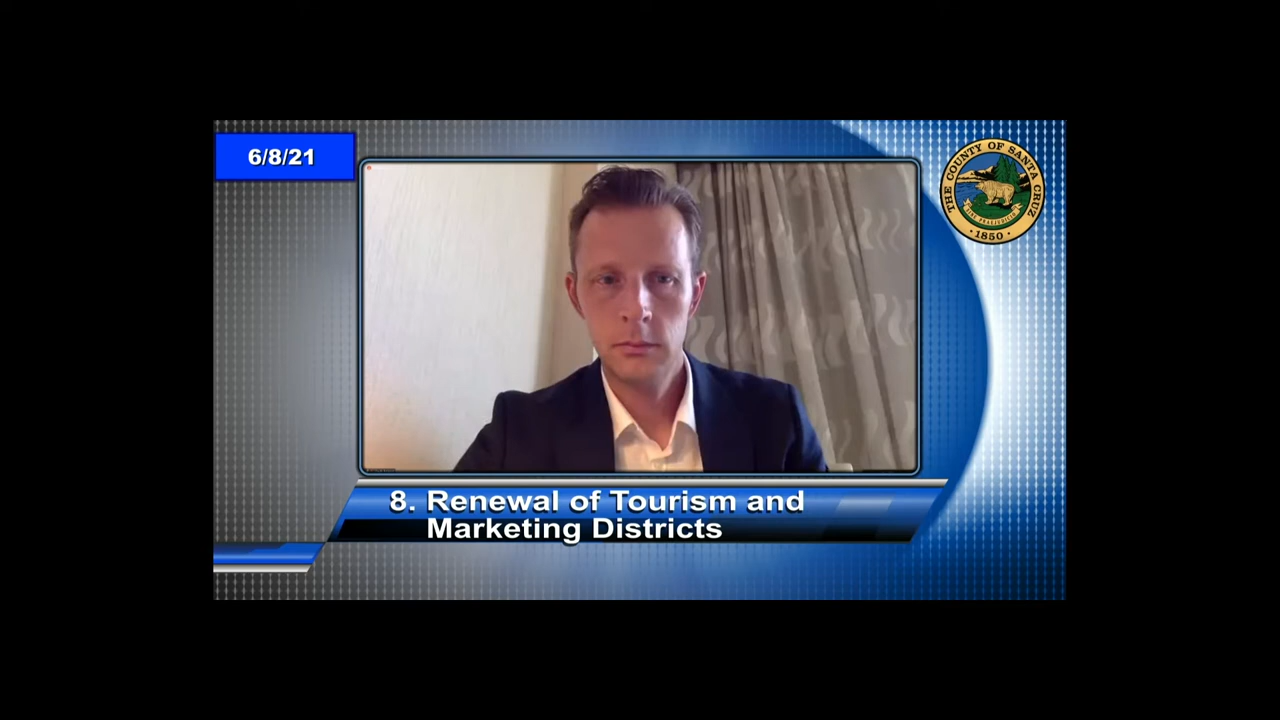 6/8/21
THE COUNTY OF SANTA CRUZ
· 1850 ·
8. Renewal of Tourism and
Marketing Districts